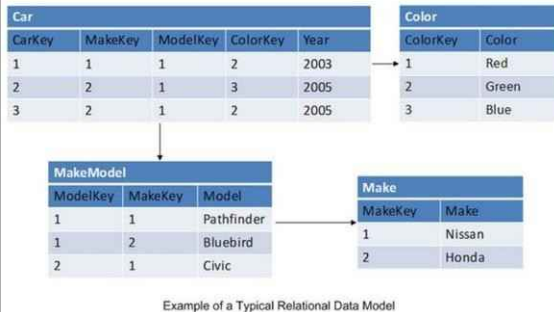 Car
CarKey MakeKey ModelKey ColorKey Year
1 1 1 2 2003
2 2 1 3 2005
3 2 1 2 2005
Color
ColorKey Color
1 Red
2 Green
3 Blue
MakeModel
ModelKey MakeKey Model
1 1 Pathfinder
1 2 Bluebird
2 1 Civic
Make
MakeKey Make
1 Nissan
2 Honda
Example of a Typical Relational Data Model